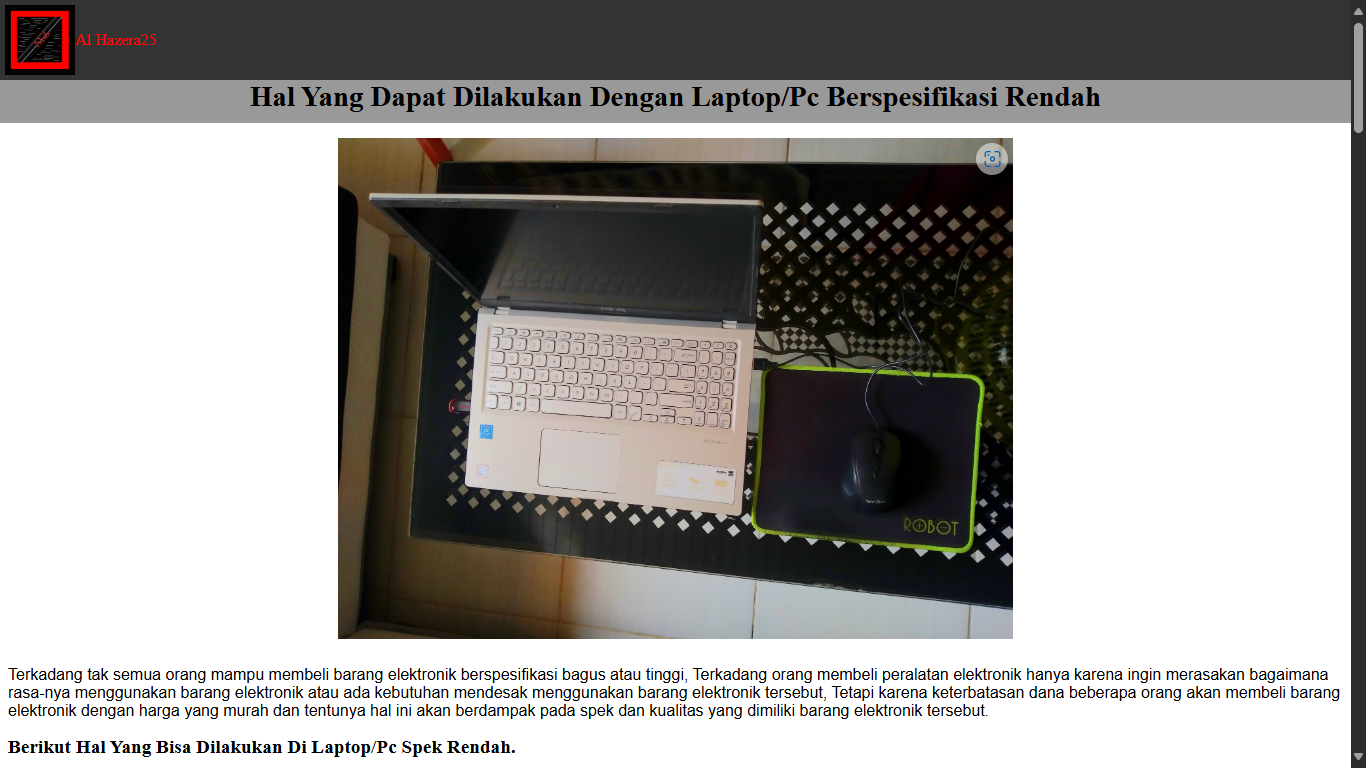 Al Hazera25
Hal Yang Dapat Dilakukan Dengan Laptop/Pc Berspesifikasi Rendah
ROBOT
Terkadang tak semua orang mampu membeli barang elektronik berspesifikasi bagus atau tinggi, Terkadang orang membeli peralatan elektronik hanya karena ingin merasakan bagaimana
rasa-nya menggunakan barang elektronik atau ada kebutuhan mendesak menggunakan barang elektronik tersebut, Tetapi karena keterbatasan dana beberapa orang akan membeli barang
elektronik dengan harga yang murah dan tentunya hal ini akan berdampak pada spek dan kualitas yang dimiliki barang elektronik tersebut.
Berikut Hal Yang Bisa Dilakukan Di Laptop/Pc Spek Rendah.